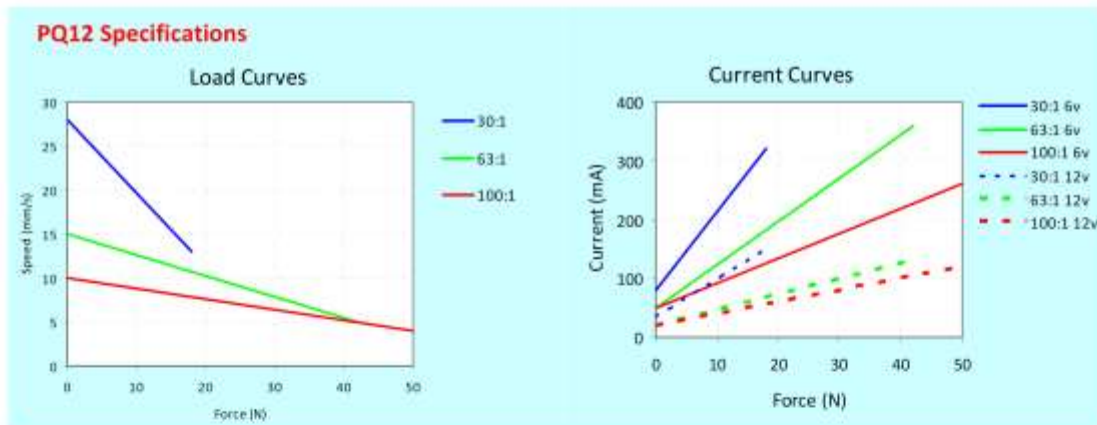 PQ12 Specifications
Load Curves
30
25
20
15
10
5
0
Speed (mm/s)
0 10 20 30 40 50
Force (N)
30:1
63:1
100:1
Current Curves
400
300
200
100
0
Current (mA)
0 10 20 30 40 50
Force (N)
30:1 6v
63:1 6v
100:1 6v
30:1 12v
63:1 12v
100:1 12v